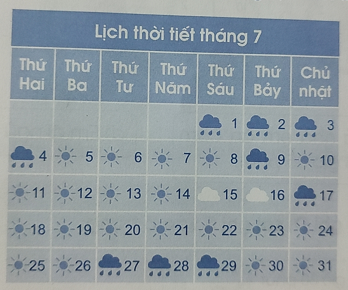 Lịch thời tiết tháng 7
Thứ Hai Thứ Ba Thứ Tư Thứ Năm Thứ Sáu Thứ Bảy Chủ nhật
1 2 3
4 5 6 7 8 9 10
11 12 13 14 15 16 17
18 19 20 21 22 23 24
25 26 27 28 29 30 31